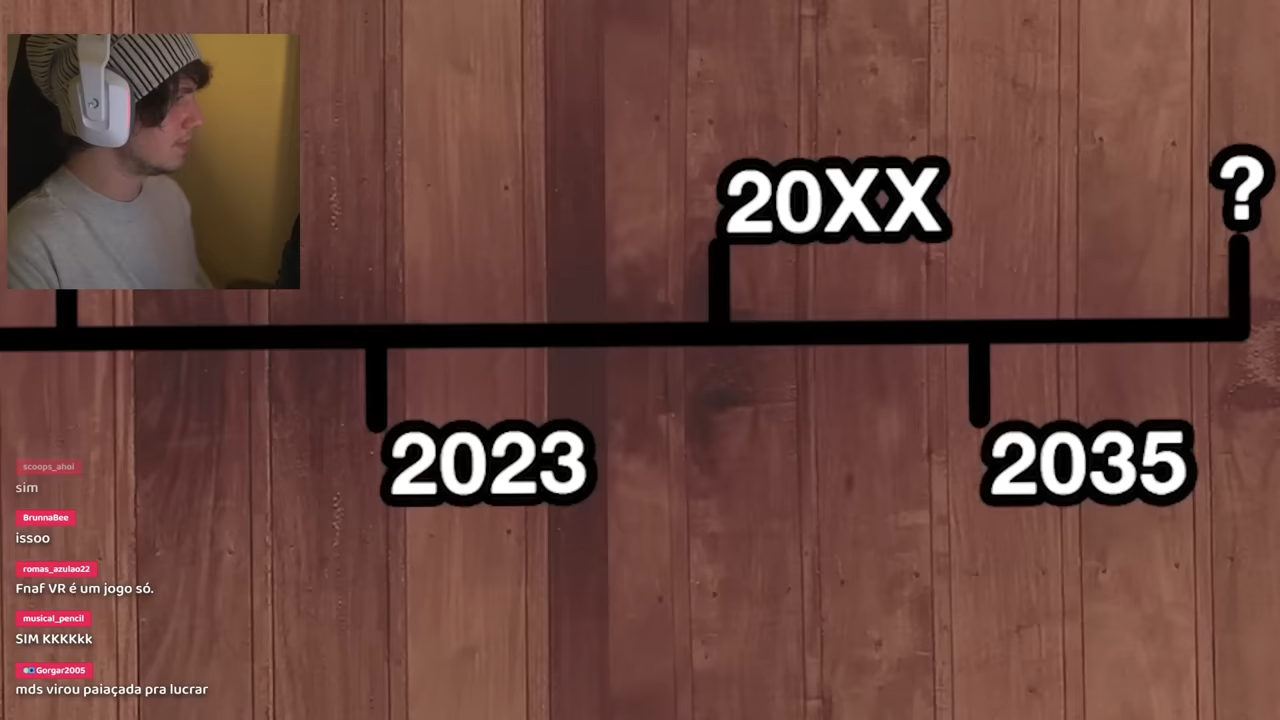 20XX
?
2023
2035
scoops_ahoi
sim
BrunnaBee
issoo
romas_azulao22
Fnaf VR é um jogo só.
musical_pencil
SIM KKKKkk
Gorgar2005
mds virou paiaçada pra lucrar